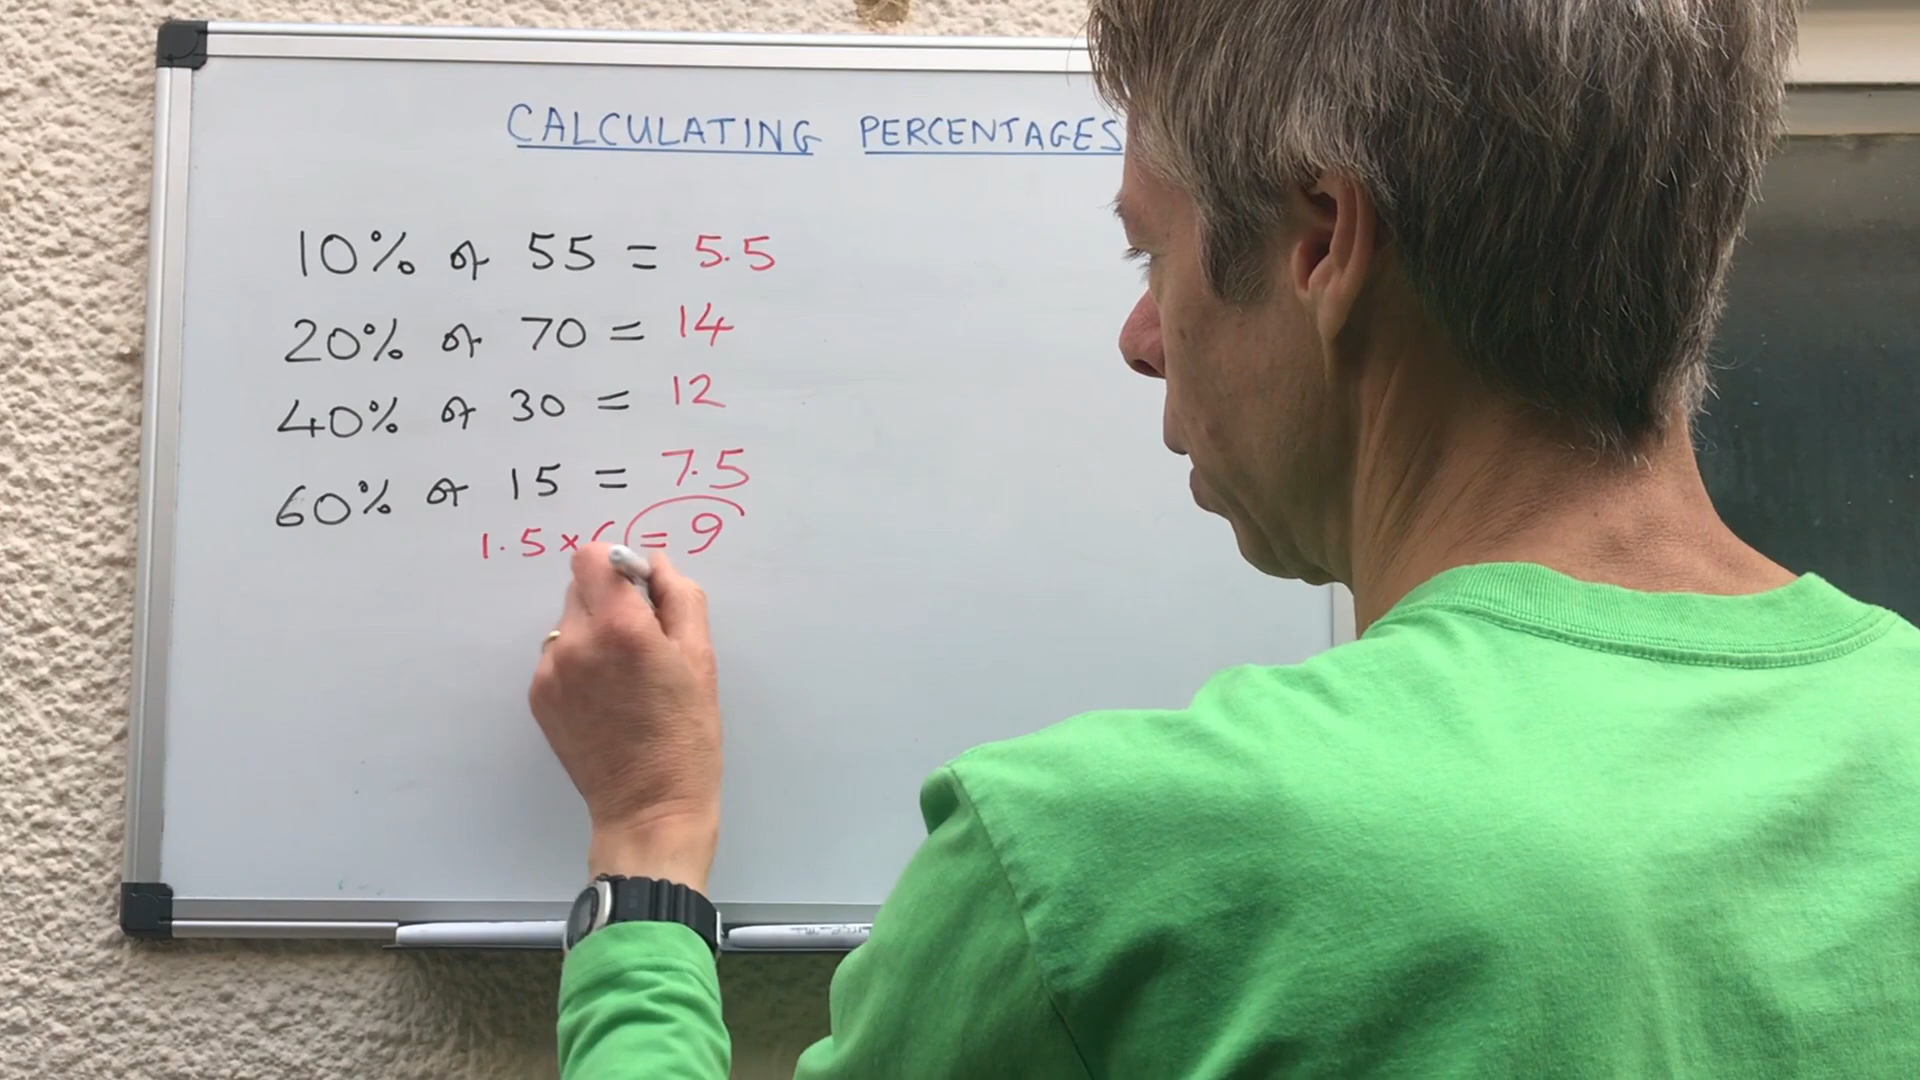 CALCULATING PERCENTAGES
10% of 55 = 5.5
20% of 70 = 14
40% of 30 = 12
60% of 15 = 7.5
1.5 × = 9